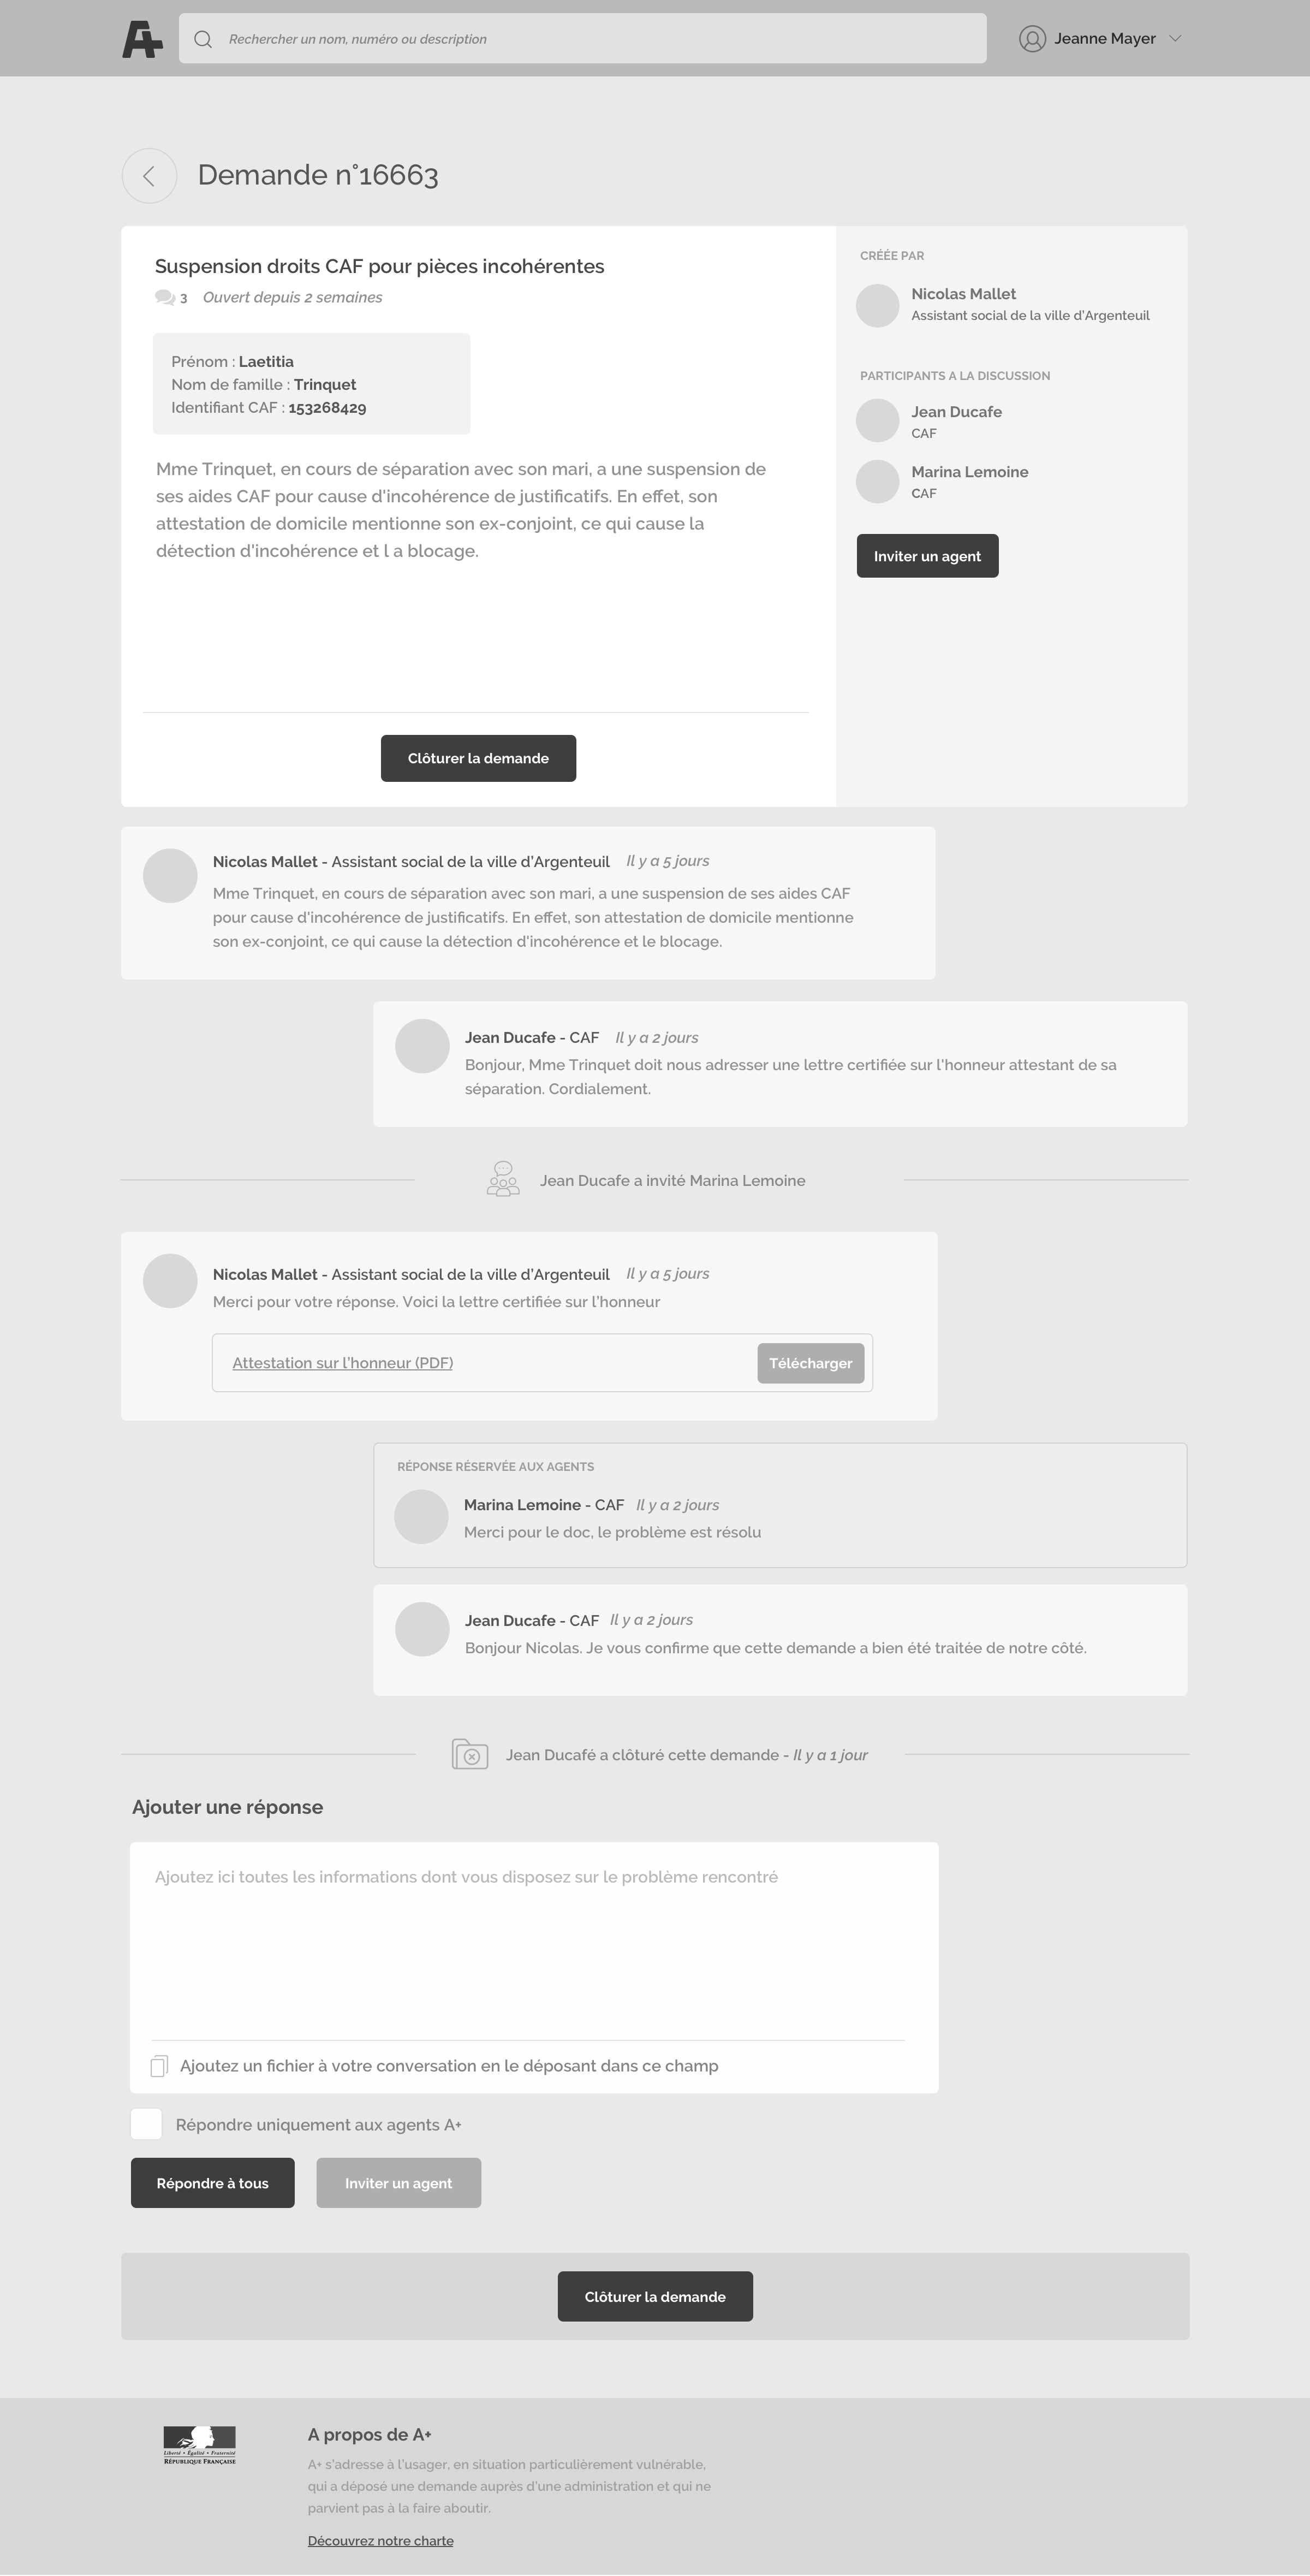 A+
Rechercher un nom, numéro ou description
Jeanne Mayer
Demande n°16663
Suspension droits CAF pour pièces incohérentes
3 Ouvert depuis 2 semaines
Prénom : Laetitia
Nom de famille : Trinquet
Identifiant CAF : 153268429
Mme Trinquet, en cours de séparation avec son mari, a une suspension de
ses aides CAF pour cause d'incohérence de justificatifs. En effet, son
attestation de domicile mentionne son ex-conjoint, ce qui cause la
détection d'incohérence et l a blocage.
Clôturer la demande
CRÉÉE PAR
Nicolas Mallet
Assistant social de la ville d'Argenteuil
PARTICIPANTS A LA DISCUSSION
Jean Ducafe
CAF
Marina Lemoine
CAF
Inviter un agent
Nicolas Mallet - Assistant social de la ville d'Argenteuil Il y a 5 jours
Mme Trinquet, en cours de séparation avec son mari, a une suspension de ses aides CAF
pour cause d'incohérence de justificatifs. En effet, son attestation de domicile mentionne
son ex-conjoint, ce qui cause la détection d'incohérence et le blocage.
Jean Ducafe - CAF Il y a 2 jours
Bonjour, Mme Trinquet doit nous adresser une lettre certifiée sur l'honneur attestant de sa
séparation. Cordialement.
Jean Ducafe a invité Marina Lemoine
Nicolas Mallet - Assistant social de la ville d'Argenteuil Il y a 5 jours
Merci pour votre réponse. Voici la lettre certifiée sur l'honneur
Attestation sur l'honneur (PDF)
Télécharger
RÉPONSE RÉSERVÉE AUX AGENTS
Marina Lemoine - CAF Il y a 2 jours
Merci pour le doc, le problème est résolu
Jean Ducafe - CAF Il y a 2 jours
Bonjour Nicolas. Je vous confirme que cette demande a bien été traitée de notre côté.
Jean Ducafé a clôturé cette demande - Il y a 1 jour
Ajouter une réponse
Ajoutez ici toutes les informations dont vous disposez sur le problème rencontré
Ajoutez un fichier à votre conversation en le déposant dans ce champ
Répondre uniquement aux agents A+
Répondre à tous
Inviter un agent
Clôturer la demande
Liberté • Égalité • Fraternité
RÉPUBLIQUE FRANÇAISE
A propos de A+
A+ s'adresse à l'usager, en situation particulièrement vulnérable,
qui a déposé une demande auprès d'une administration et qui ne
parvient pas à la faire aboutir.
Découvrez notre charte